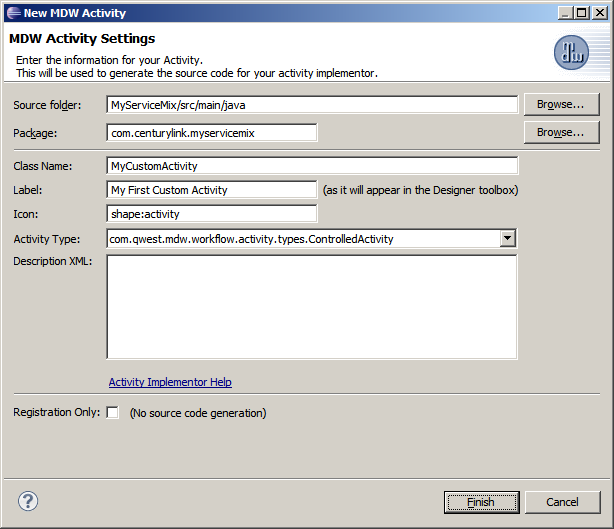 New MDW Activity
MDW Activity Settings
Enter the information for your Activity.
This will be used to generate the source code for your activity implementor.
Source folder: MyServiceMix/src/main/java Browse...
Package: com.centurylink.myservicemix Browse...
Class Name: MyCustomActivity
Label: My First Custom Activity (as it will appear in the Designer toolbox)
Icon: shape:activity
Activity Type: com.qwest.mdw.workflow.activity.types.ControlledActivity
Description XML:
Activity Implementor Help
Registration Only: (No source code generation)
? Finish Cancel